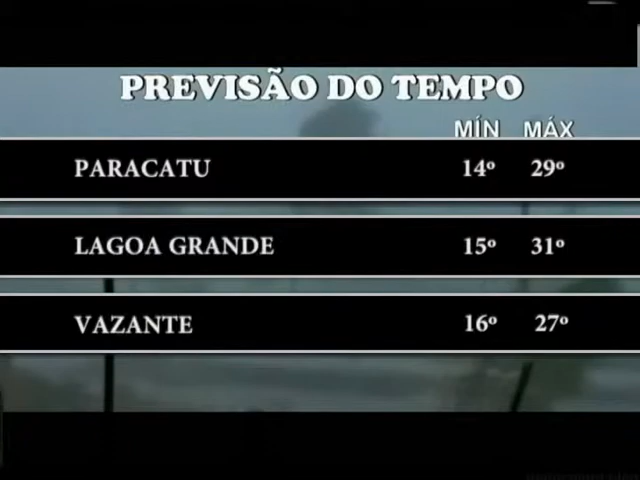 PREVISÃO DO TEMPO
MÍN MÁX
PARACATU 14º 29º
LAGOA GRANDE 15º 31º
VAZANTE 16º 27º